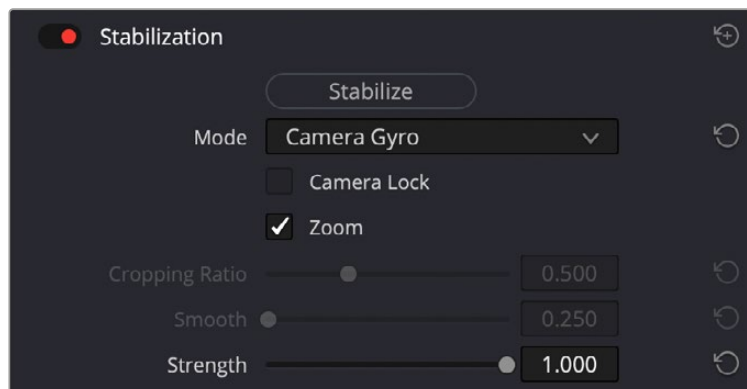 Stabilization
Stabilize
Mode Camera Gyro
Camera Lock
Zoom
Cropping Ratio 0.500
Smooth 0.250
Strength 1.000